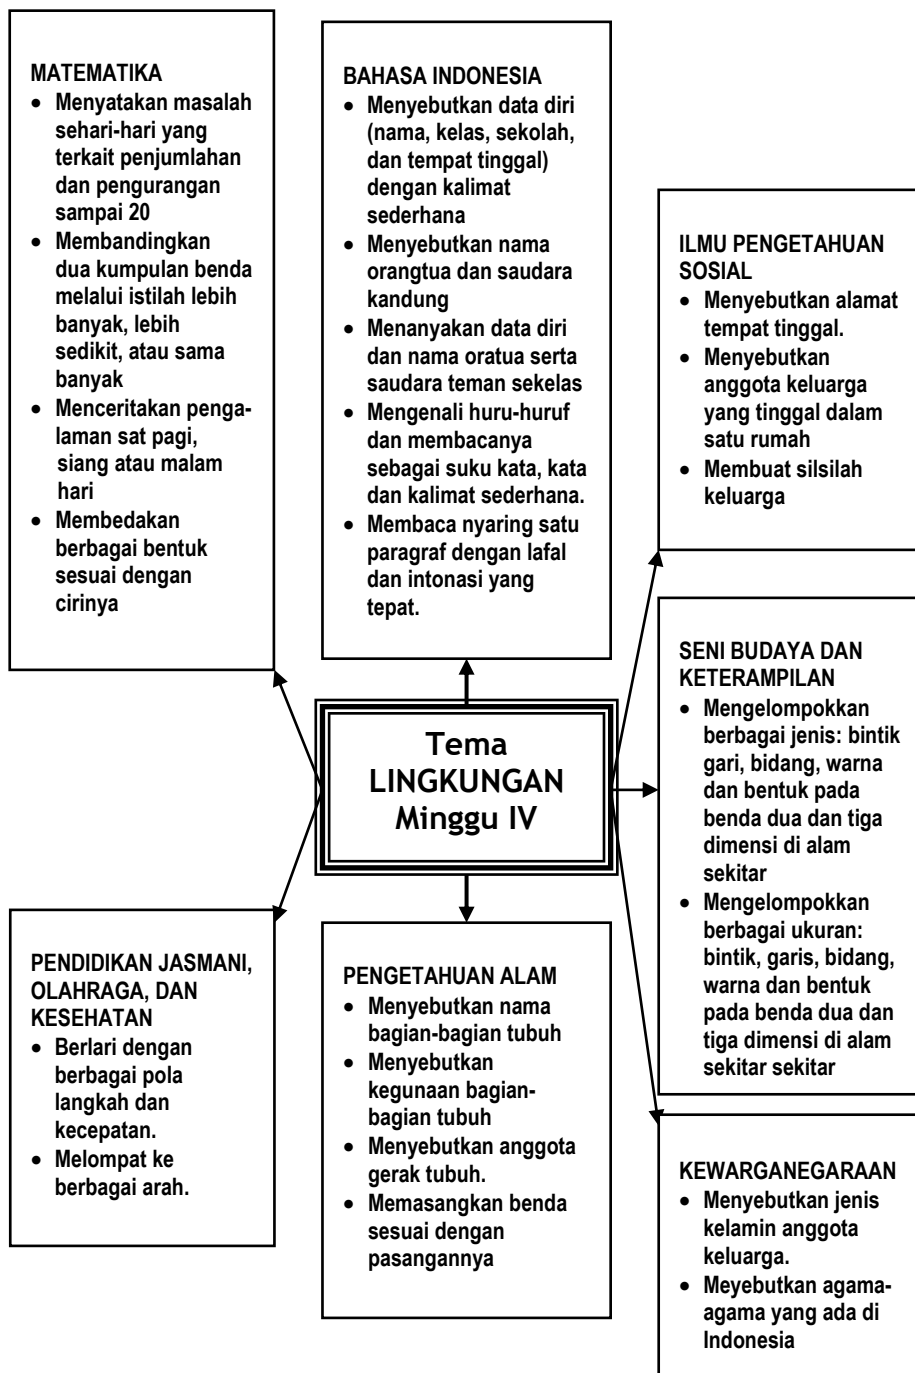 MATEMATIKA
• Menyatakan masalah
sehari-hari yang
terkait penjumlahan
dan pengurangan
sampai 20
• Membandingkan
dua kumpulan benda
melalui istilah lebih
banyak, lebih
sedikit, atau sama
banyak
• Menceritakan penga-
laman sat pagi,
siang atau malam
hari
• Membedakan
berbagai bentuk
sesuai dengan
cirinya
BAHASA INDONESIA
• Menyebutkan data diri
(nama, kelas, sekolah,
dan tempat tinggal)
dengan kalimat
sederhana
• Menyebutkan nama
orangtua dan saudara
kandung
• Menanyakan data diri
dan nama oratua serta
saudara teman sekelas
• Mengenali huru-huruf
dan membacanya
sebagai suku kata, kata
dan kalimat sederhana.
• Membaca nyaring satu
paragraf dengan lafal
dan intonasi yang
tepat.
ILMU PENGETAHUAN
SOSIAL
• Menyebutkan alamat
tempat tinggal.
• Menyebutkan
anggota keluarga
yang tinggal dalam
satu rumah
• Membuat silsilah
keluarga
Tema
LINGKUNGAN
Minggu IV
SENI BUDAYA DAN
KETERAMPILAN
• Mengelompokkan
berbagai jenis: bintik
gari, bidang, warna
dan bentuk pada
benda dua dan tiga
dimensi di alam
sekitar
• Mengelompokkan
berbagai ukuran:
bintik, garis, bidang,
warna dan bentuk
pada benda dua dan
tiga dimensi di alam
sekitar sekitar
PENDIDIKAN JASMANI,
OLAHRAGA, DAN
KESEHATAN
• Berlari dengan
berbagai pola
langkah dan
kecepatan.
• Melompat ke
berbagai arah.
PENGETAHUAN ALAM
• Menyebutkan nama
bagian-bagian tubuh
• Menyebutkan
kegunaan bagian-
bagian tubuh
• Menyebutkan anggota
gerak tubuh.
• Memasangkan benda
sesuai dengan
pasangannya
KEWARGANEGARAAN
• Menyebutkan jenis
kelamin anggota
keluarga.
• Meyebutkan agama-
agama yang ada di
Indonesia